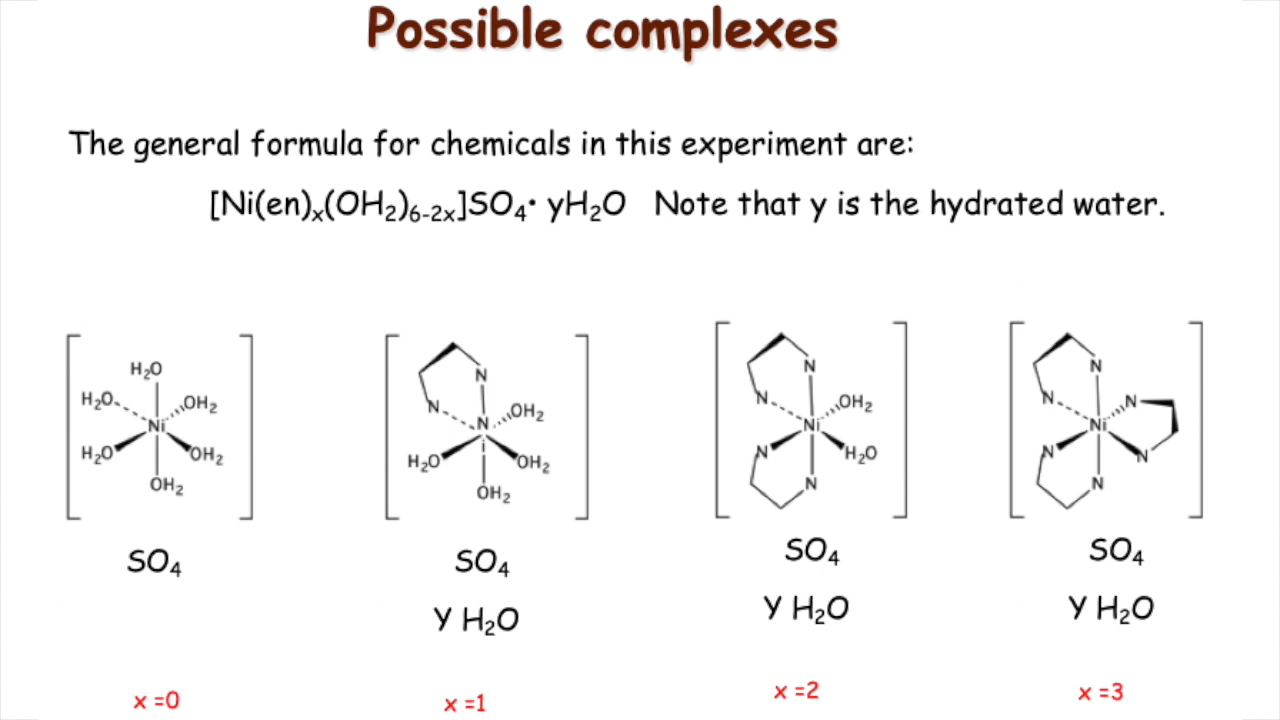 Possible complexes
The general formula for chemicals in this experiment are:
[Ni(en)ₓ(OH₂)₆₋₂ₓ]SO₄· yH₂O Note that y is the hydrated water.
H₂O
H₂O OH₂
Ni
H₂O OH₂
OH₂
SO₄
x =0
N
N
N OH₂
i
H₂O OH₂
OH₂
SO₄
Y H₂O
x =1
N
N OH₂
Ni
N H₂O
N
SO₄
Y H₂O
x =2
N
N N
Ni
N N
N
SO₄
Y H₂O
x =3